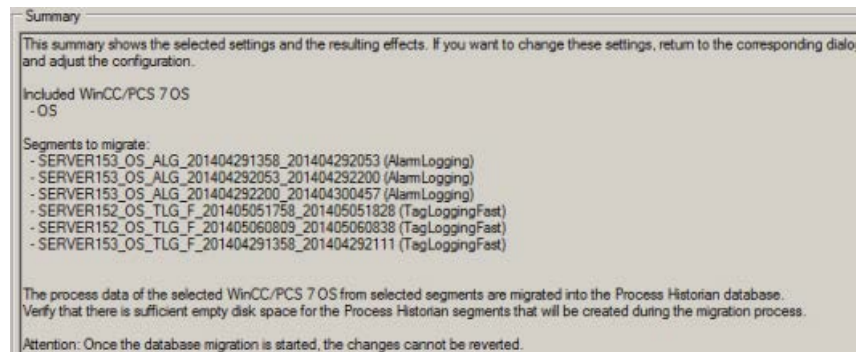 Summary
This summary shows the selected settings and the resulting effects. If you want to change these settings, return to the corresponding dialo
and adjust the configuration.
Included WinCC/PCS 7 OS
- OS
Segments to migrate:
- SERVER153_OS_ALG_201404291358_201404292053 (AlarmLogging)
- SERVER153_OS_ALG_201404292053_201404292200 (AlarmLogging)
- SERVER153_OS_ALG_201404292200_201404300457 (AlarmLogging)
- SERVER152_OS_TLG_F_201405051758_201405051828 (TagLoggingFast)
- SERVER152_OS_TLG_F_201405060809_201405060838 (TagLoggingFast)
- SERVER153_OS_TLG_F_201404291358_201404292111 (TagLoggingFast)
The process data of the selected WinCC/PCS 7 OS from selected segments are migrated into the Process Historian database.
Verify that there is sufficient empty disk space for the Process Historian segments that will be created during the migration process.
Attention: Once the database migration is started, the changes cannot be reverted.